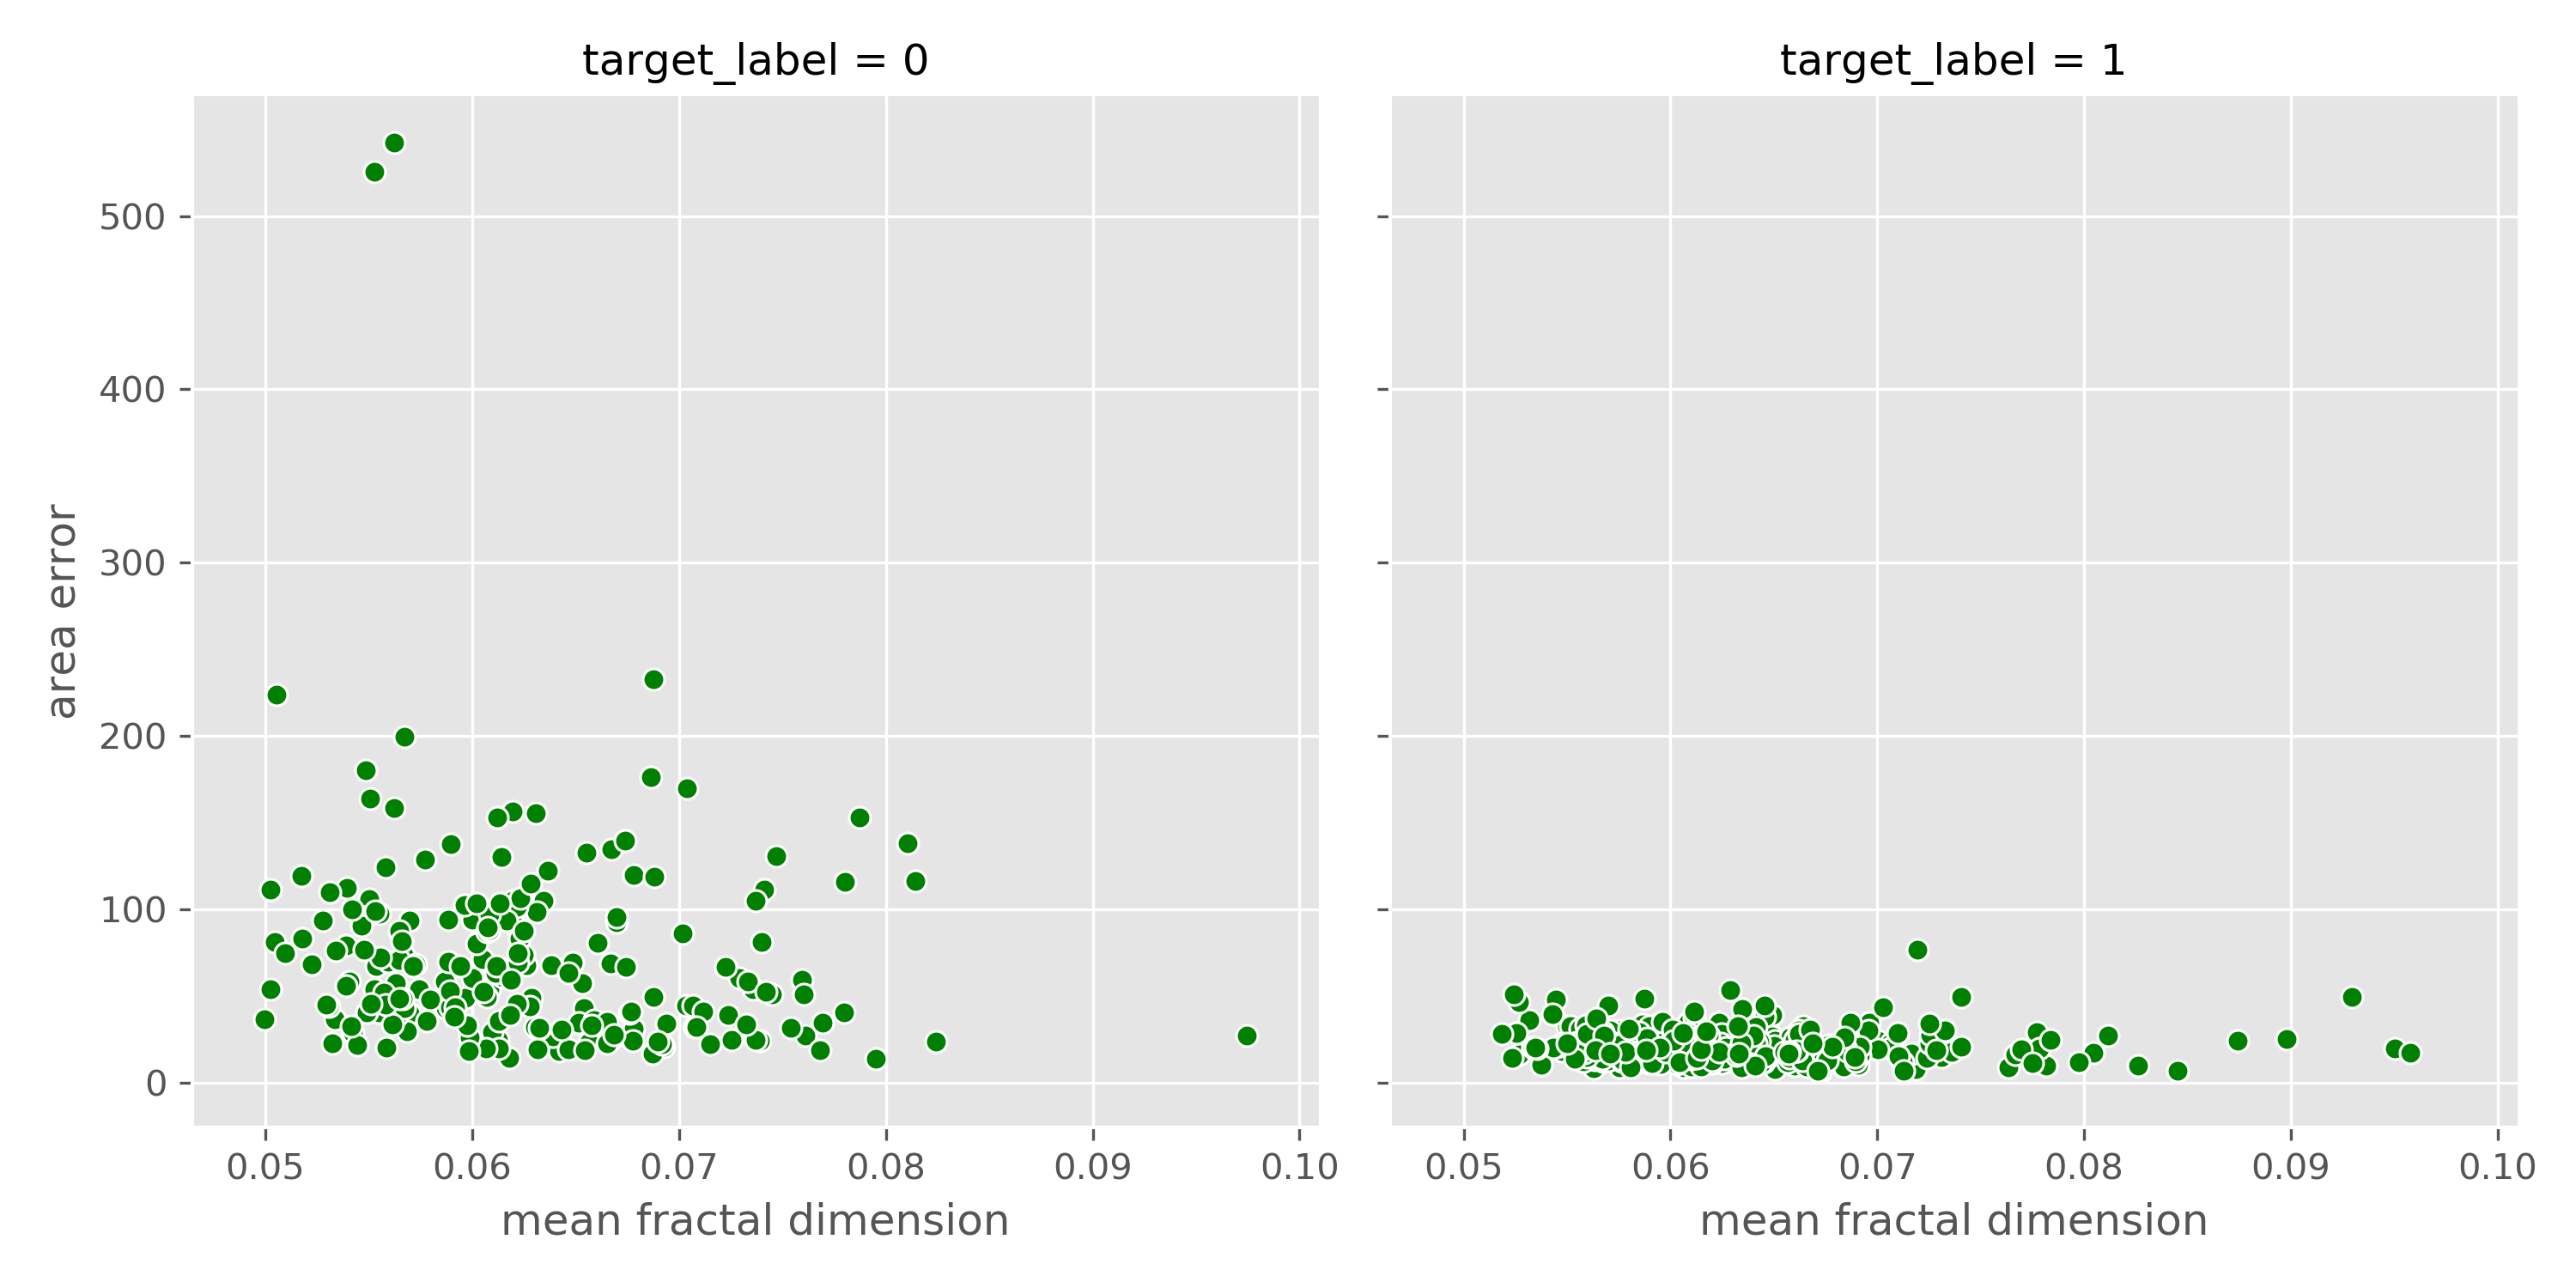 target_label = 0
target_label = 1
500
400
300
200
100
0
area error
0.05 0.06 0.07 0.08 0.09 0.10
0.05 0.06 0.07 0.08 0.09 0.10
mean fractal dimension
mean fractal dimension